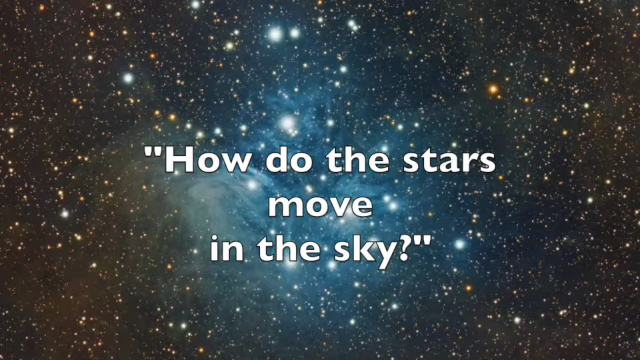 "How do the stars
move
in the sky?"